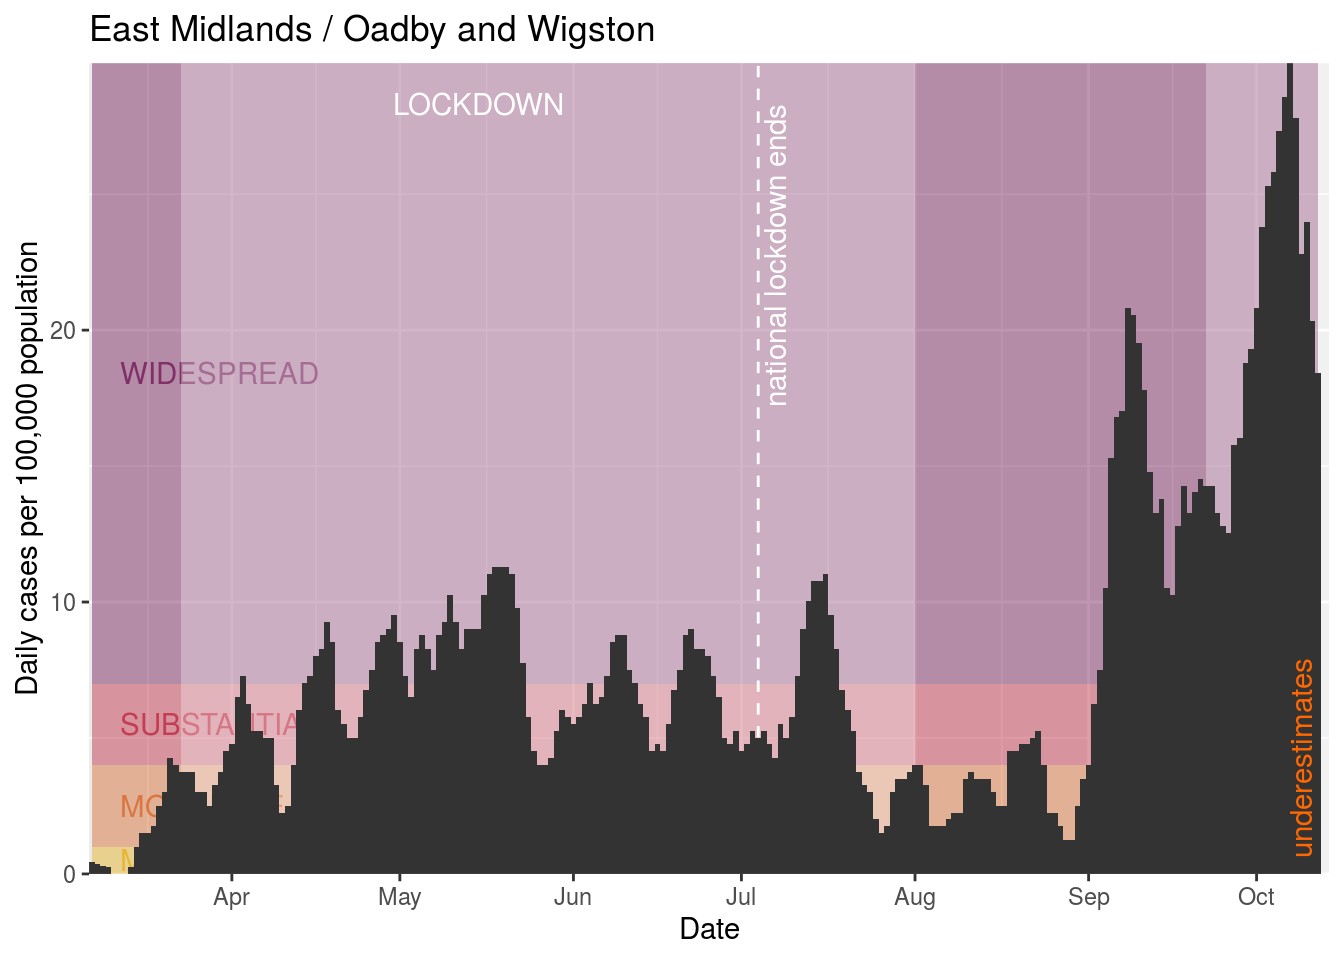 East Midlands / Oadby and Wigston
LOCKDOWN
national lockdown ends
WIDESPREAD
SUBSTANTIA
underestimates
Daily cases per 100,000 population
20
10
0
Apr
May
Jun
Jul
Aug
Sep
Oct
Date